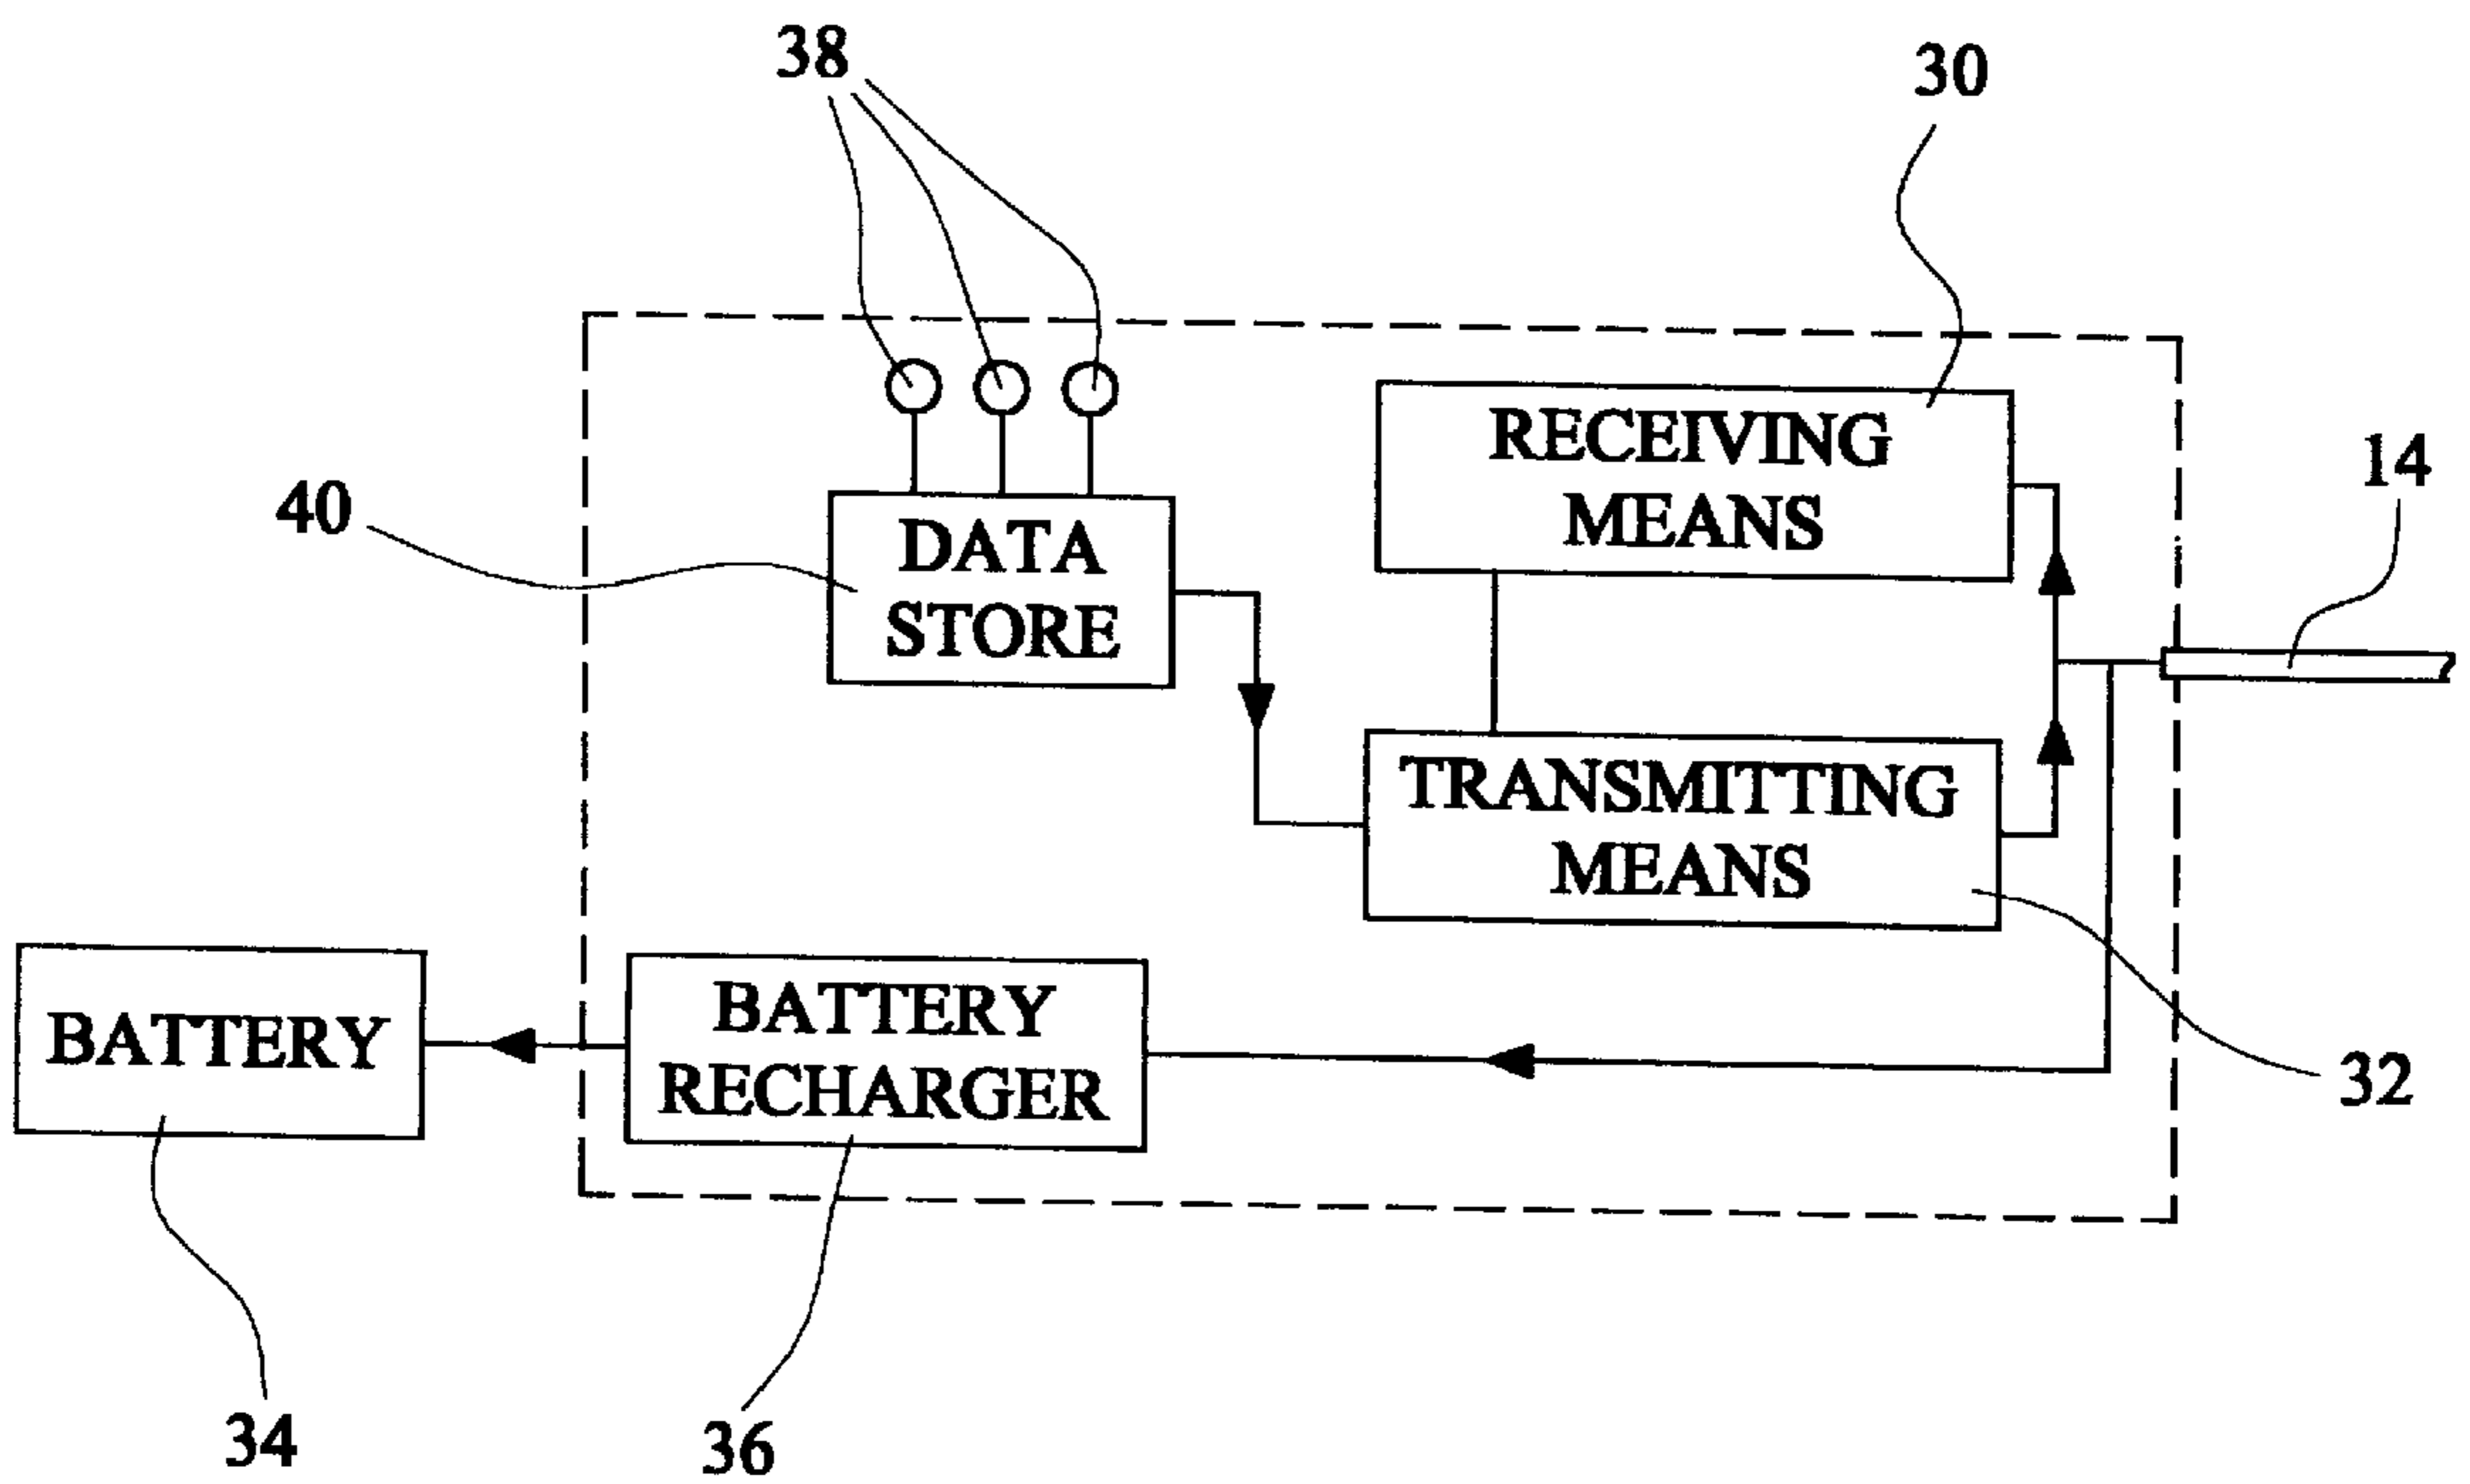 38
30
14
40
RECEIVING
MEANS
DATA
STORE
TRANSMITTING
MEANS
BATTERY
BATTERY
RECHARGER
32
34
36